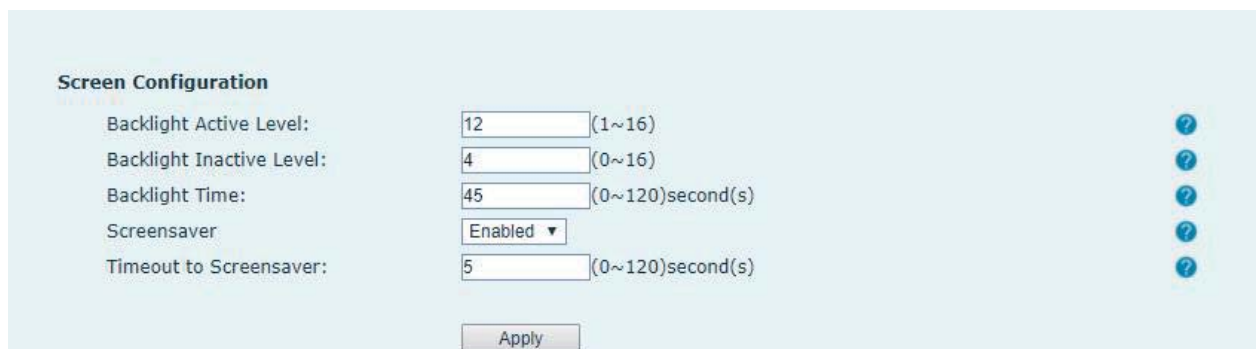 Screen Configuration
Backlight Active Level: 12 (1~16)
Backlight Inactive Level: 4 (0~16)
Backlight Time: 45 (0~120)second(s)
Screensaver Enabled
Timeout to Screensaver: 5 (0~120)second(s)
Apply